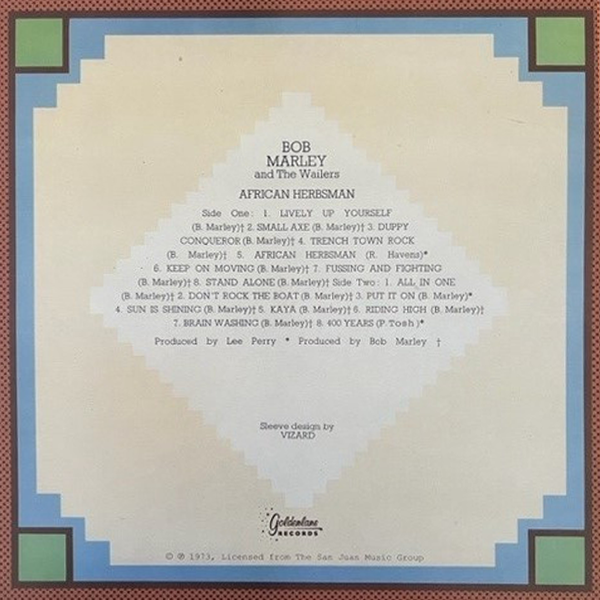 BOB
MARLEY
and The Wailers
AFRICAN HERBSMAN
Side One: 1. LIVELY UP YOURSELF
(B. Marley)† 2. SMALL AXE (B. Marley)† 3. DUPPY
CONQUEROR (B. Marley)† 4. TRENCH TOWN ROCK
(B. Marley)† 5. AFRICAN HERBSMAN (R. Havens)*
6. KEEP ON MOVING (B. Marley)† 7. FUSSING AND FIGHTING
(B. Marley)† 8. STAND ALONE (B. Marley)† Side Two: 1. ALL IN ONE
(B. Marley)† 2. DON'T ROCK THE BOAT (B. Marley)† 3. PUT IT ON (B. Marley)*
4. SUN IS SHINING (B. Marley)† 5. KAYA (B. Marley)† 6. RIDING HIGH (B. Marley)†
7. BRAIN WASHING (B. Marley)† 8. 400 YEARS (P. Tosh)*
Produced by Lee Perry * Produced by Bob Marley †
Sleeve design by
VIZARD
Goldenlane
RECORDS
© ℗ 1973, Licensed from The San Juan Music Group